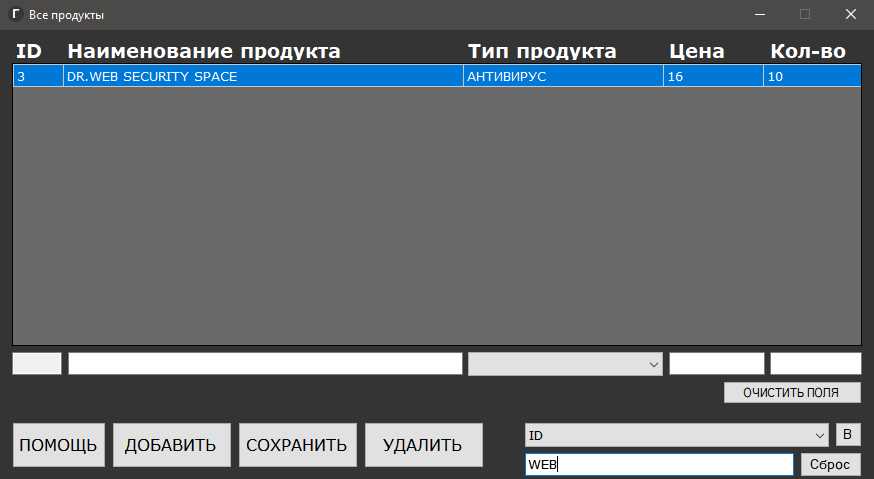 Г Все продукты
ID Наименование продукта Тип продукта Цена Кол-во
3 DR.WEB SECURITY SPACE АНТИВИРУС 16 10
ОЧИСТИТЬ ПОЛЯ
ПОМОЩЬ ДОБАВИТЬ СОХРАНИТЬ УДАЛИТЬ ID В
WEB Сброс